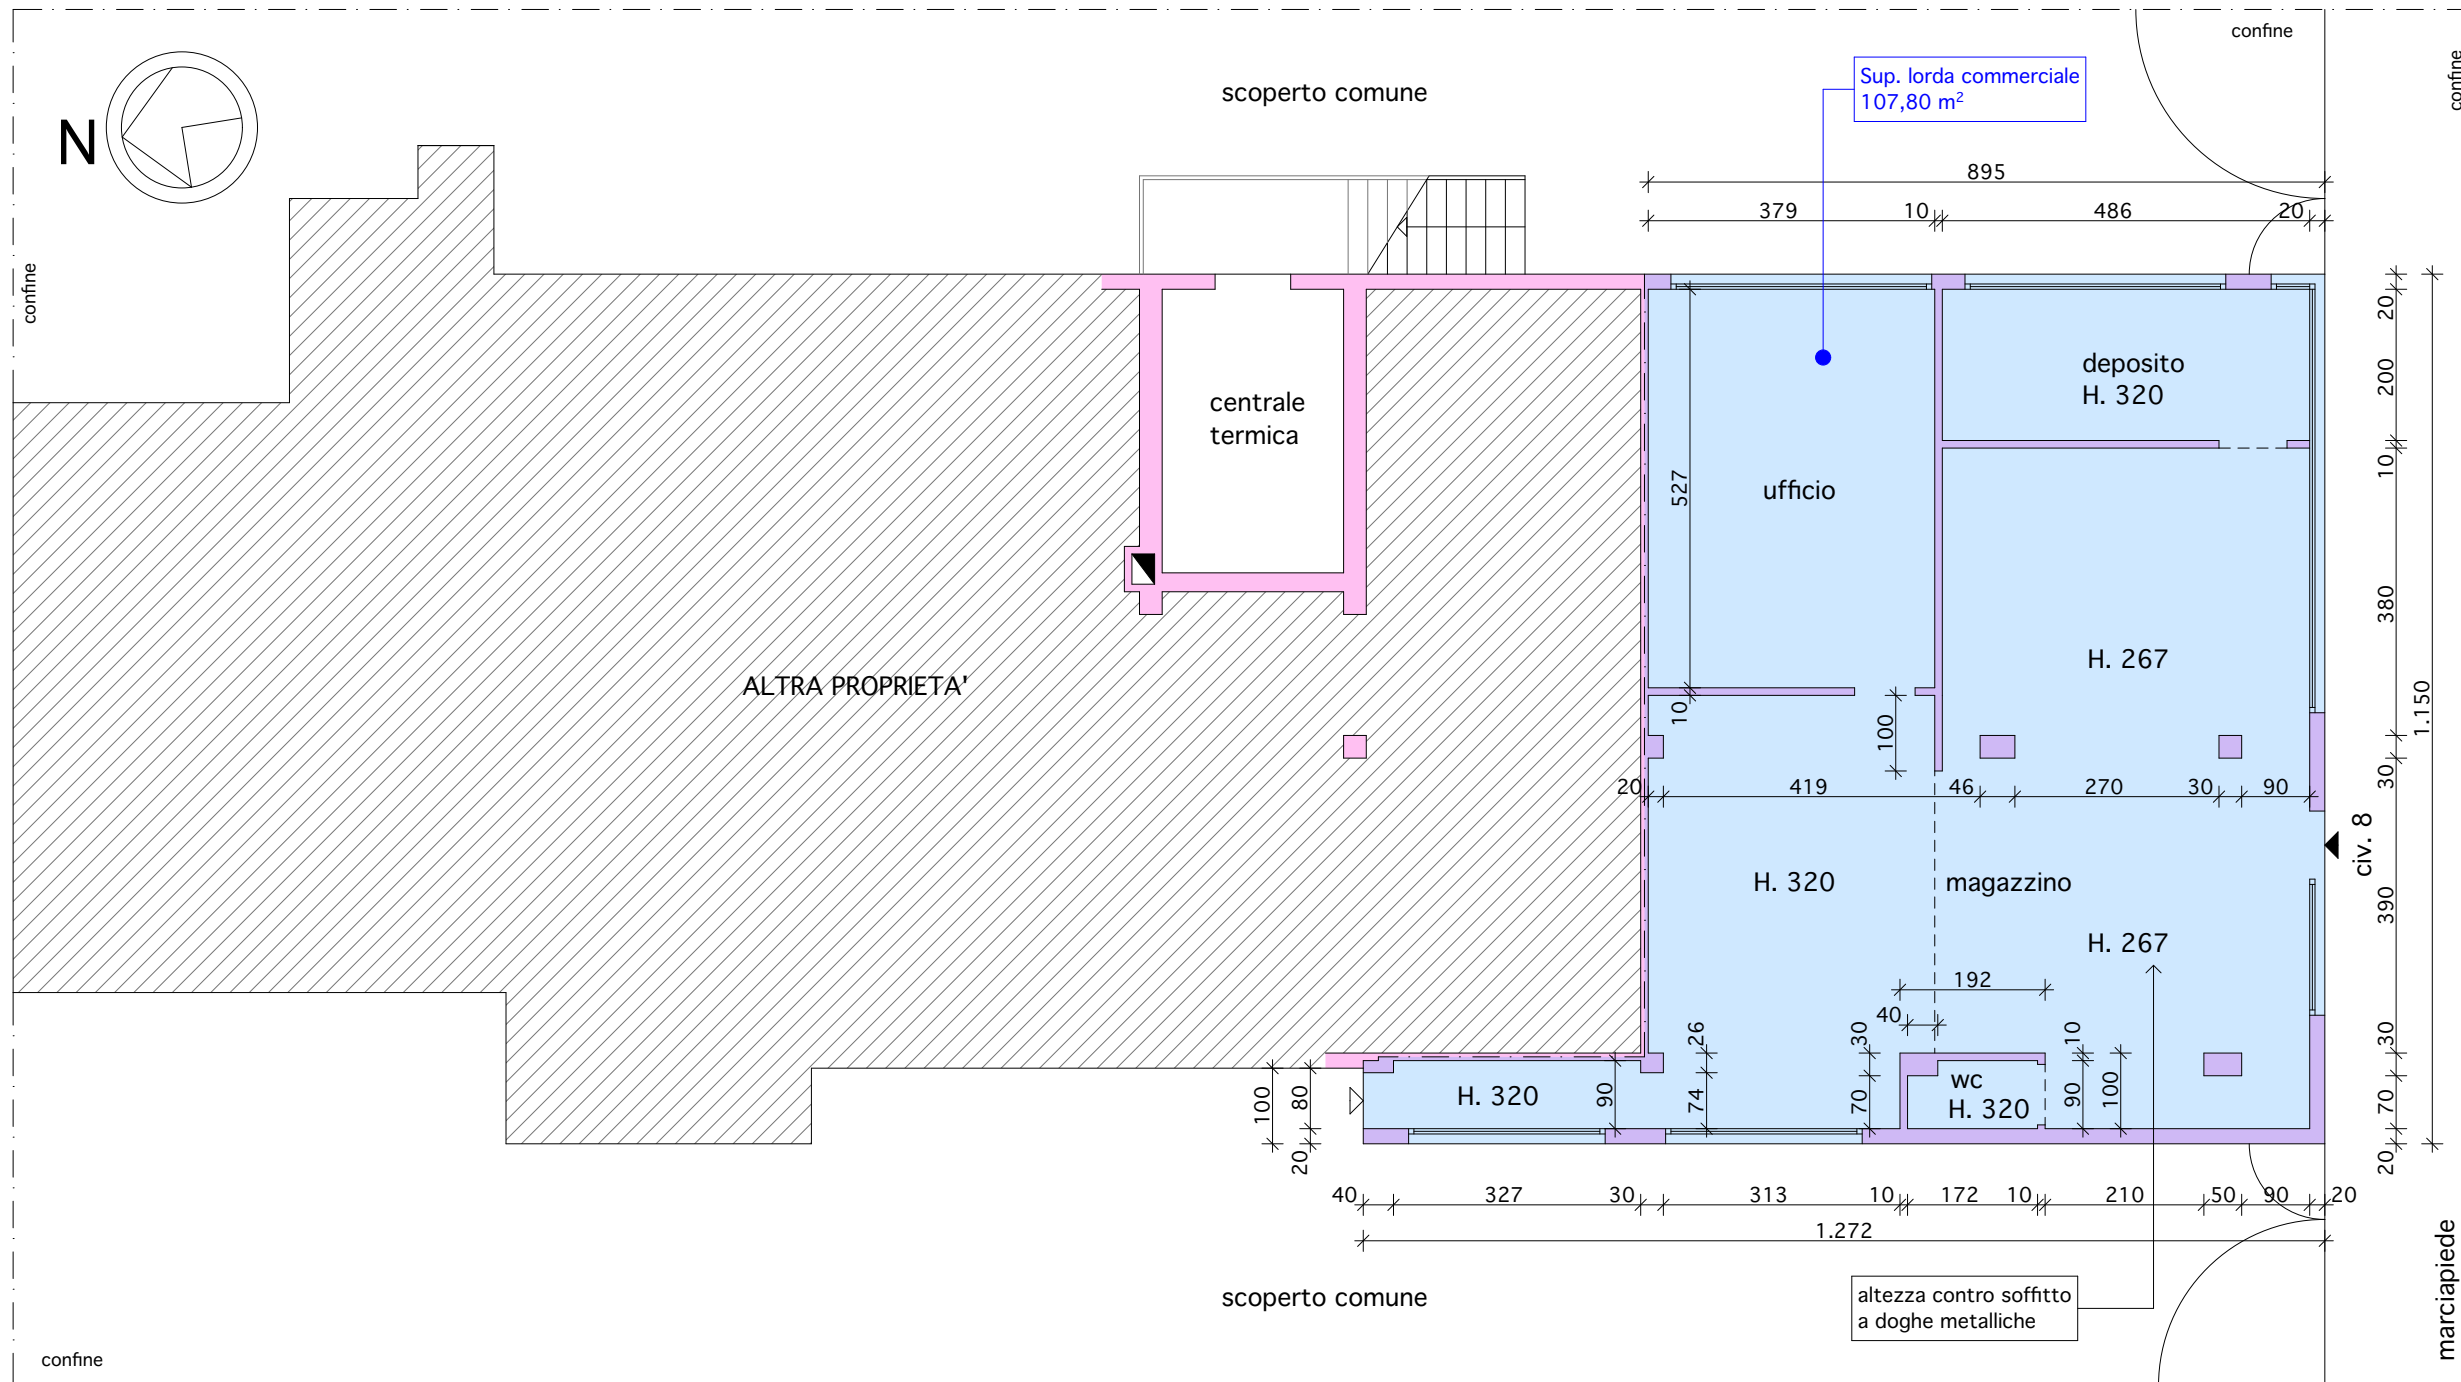 confine
confine
Sup. lorda commerciale
107,80 m²
scoperto comune
N
895
379
10
486
20
confine
20
200
10
380
30
390
30
70
20
1.150
deposito
H. 320
centrale
termica
527
ufficio
H. 267
ALTRA PROPRIETA'
10
100
20
419
46
270
30
90
civ. 8
H. 320
magazzino
H. 267
192
40
26
30
10
wc
H. 320
H. 320
90
74
70
90
100
100
80
20
40
327
30
313
10
172
10
210
50
90
20
1.272
scoperto comune
altezza contro soffitto
a doghe metalliche
marciapiede
confine